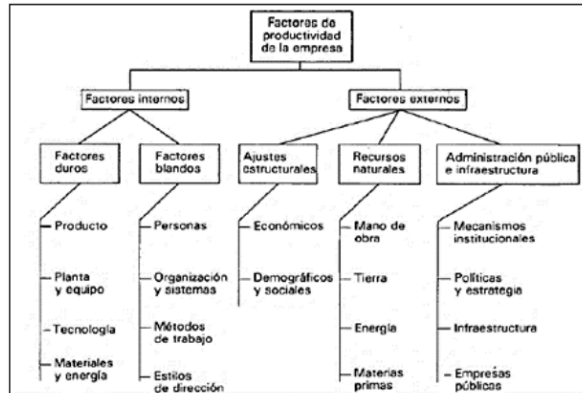 Factores de
productividad
de la empresa
Factores internos
Factores externos
Factores
duros
Factores
blandos
Ajustes
estructurales
Recursos
naturales
Administración pública
e infraestructura
Producto
Planta
y equipo
Tecnología
Materiales
y energía
Personas
Organización
y sistemas
Métodos
de trabajo
Estilos
de dirección
Económicos
Demográficos
y sociales
Mano de
obra
Tierra
Energía
Materias
primas
Mecanismos
institucionales
Políticas
y estrategia
Infraestructura
Empresas
públicas